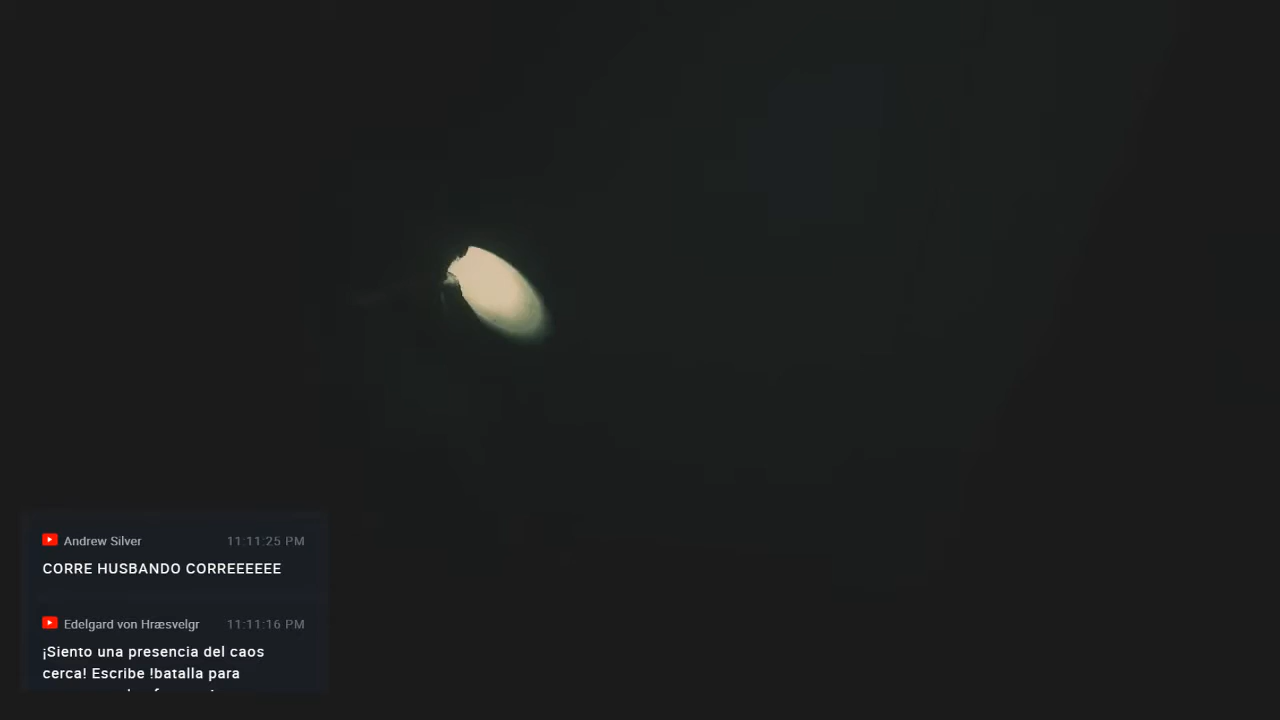 Andrew Silver 11:11:25 PM
CORRE HUSBANDO CORREEEEEE
Edelgard von Hræsvelgr 11:11:16 PM
¡Siento una presencia del caos
cerca! Escribe !batalla para